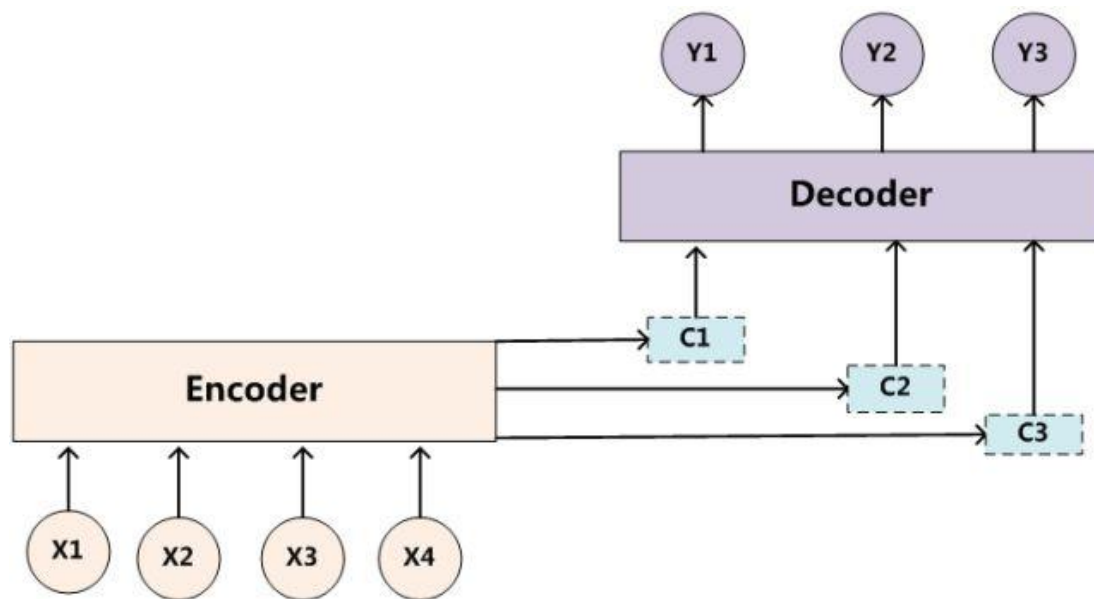 Y1 Y2 Y3
Decoder
C1
Encoder
C2
C3
X1 X2 X3 X4